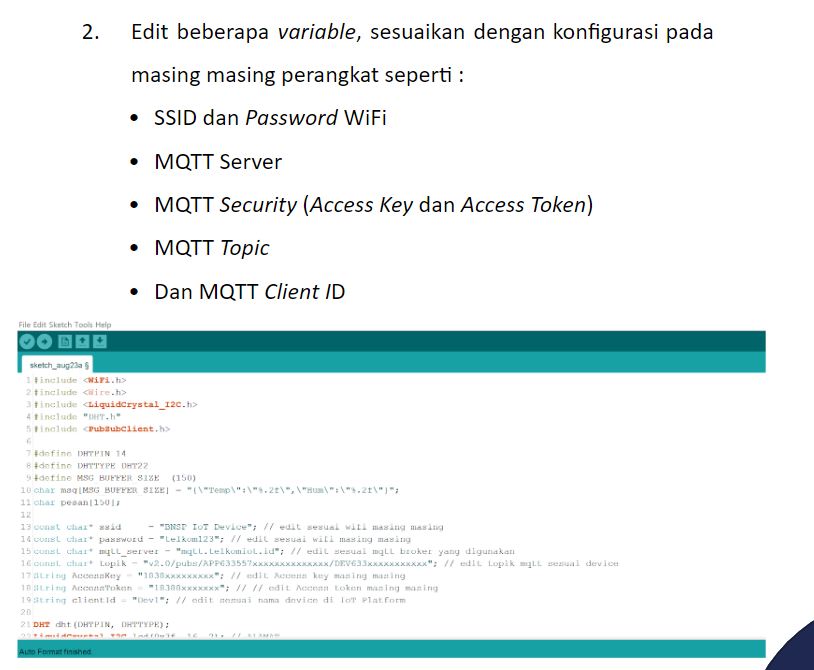 2. Edit beberapa variable, sesuaikan dengan konfigurasi pada
masing masing perangkat seperti :
• SSID dan Password WiFi
• MQTT Server
• MQTT Security (Access Key dan Access Token)
• MQTT Topic
• Dan MQTT Client ID
File Edit Sketch Tools Help
sketch_aug23a §
1 #include <WiFi.h>
2 #include <Wire.h>
3 #include <LiquidCrystal_I2C.h>
4 #include "DHT.h"
5 #include <PubSubClient.h>
6
7 #define DHTPIN 14
8 #define DHTTYPE DHT22
9 #define MSG_BUFFER_SIZE (150)
10 char msg[MSG_BUFFER_SIZE] = "{\"Temp\":\"%.2f\",\"Hum\":\"%.2f\"}";
11 char pesan[150];
12
13 const char* ssid = "BNSP IoT Device"; // edit sesuai wifi masing masing
14 const char* password = "telkom123"; // edit sesuai wifi masing masing
15 const char* mqtt_server = "mqtt.telkomiot.id"; // edit sesuai mqtt broker yang digunakan
16 const char* topik = "v2.0/pubs/APP633557xxxxxxxxxxxxxx/DEV633xxxxxxxxxxx"; // edit topik mqtt sesuai device
17 String AccessKey = "1838xxxxxxxxx"; // edit Access key masing masing
18 String AccessToken = "18388xxxxxxx"; // // edit Access token masing masing
19 String clientId = "Dev1"; // edit sesuai nama device di IoT Platform
20
21 DHT dht(DHTPIN, DHTTYPE);
Auto Format finished.